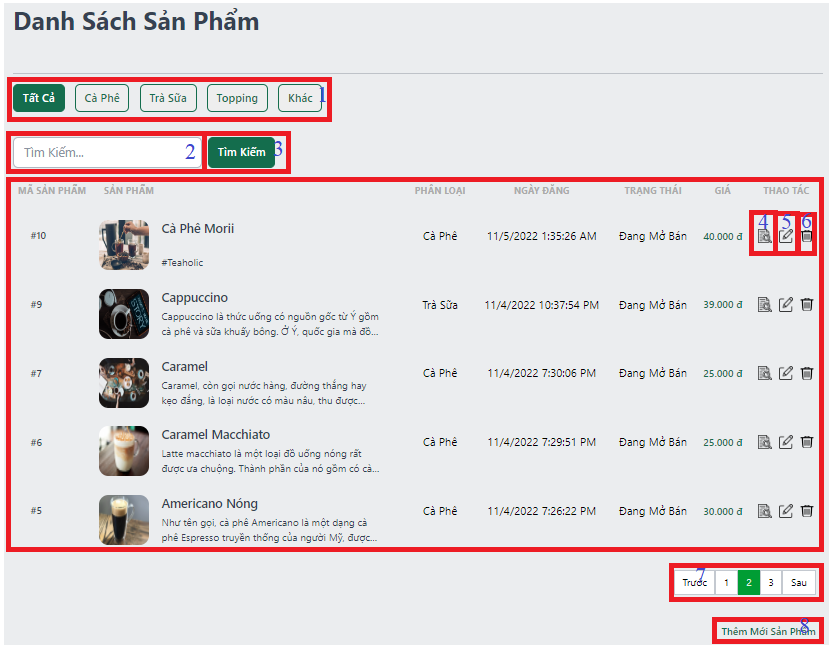 Danh Sách Sản Phẩm
Tất Cả Cà Phê Trà Sữa Topping Khác 1
Tìm Kiếm... 2 Tìm Kiếm 3
MÃ SẢN PHẨM SẢN PHẨM PHÂN LOẠI NGÀY ĐĂNG TRẠNG THÁI GIÁ THAO TÁC
4 5 6
#10 Cà Phê Morii Cà Phê 11/5/2022 1:35:26 AM Đang Mở Bán 40.000 đ
#Teaholic
#9 Cappuccino Trà Sữa 11/4/2022 10:37:54 PM Đang Mở Bán 39.000 đ
Cappuccino là thức uống có nguồn gốc từ Ý gồm
cà phê và sữa khuấy bông. Ở Ý, quốc gia mà đồ...
#7 Caramel Cà Phê 11/4/2022 7:30:06 PM Đang Mở Bán 25.000 đ
Caramel, còn gọi nước hàng, đường thắng hay
kẹo đắng, là loại nước có màu nâu, thu được...
#6 Caramel Macchiato Cà Phê 11/4/2022 7:29:51 PM Đang Mở Bán 25.000 đ
Latte macchiato là một loại đồ uống nóng rất
được ưa chuộng. Thành phần của nó gồm có cà...
#5 Americano Nóng Cà Phê 11/4/2022 7:26:22 PM Đang Mở Bán 30.000 đ
Như tên gọi, cà phê Americano là một dạng cà
phê Espresso truyền thống của người Mỹ, được...
7
Trước 1 2 3 Sau
Thêm Mới Sản Phẩm 8